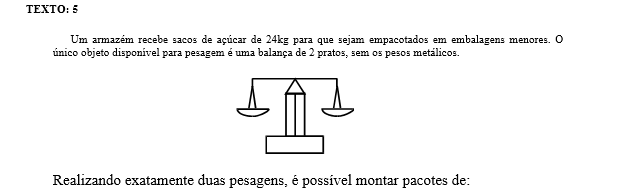 TEXTO: 5
Um armazém recebe sacos de açúcar de 24kg para que sejam empacotados em embalagens menores. O
único objeto disponível para pesagem é uma balança de 2 pratos, sem os pesos metálicos.
Realizando exatamente duas pesagens, é possível montar pacotes de: